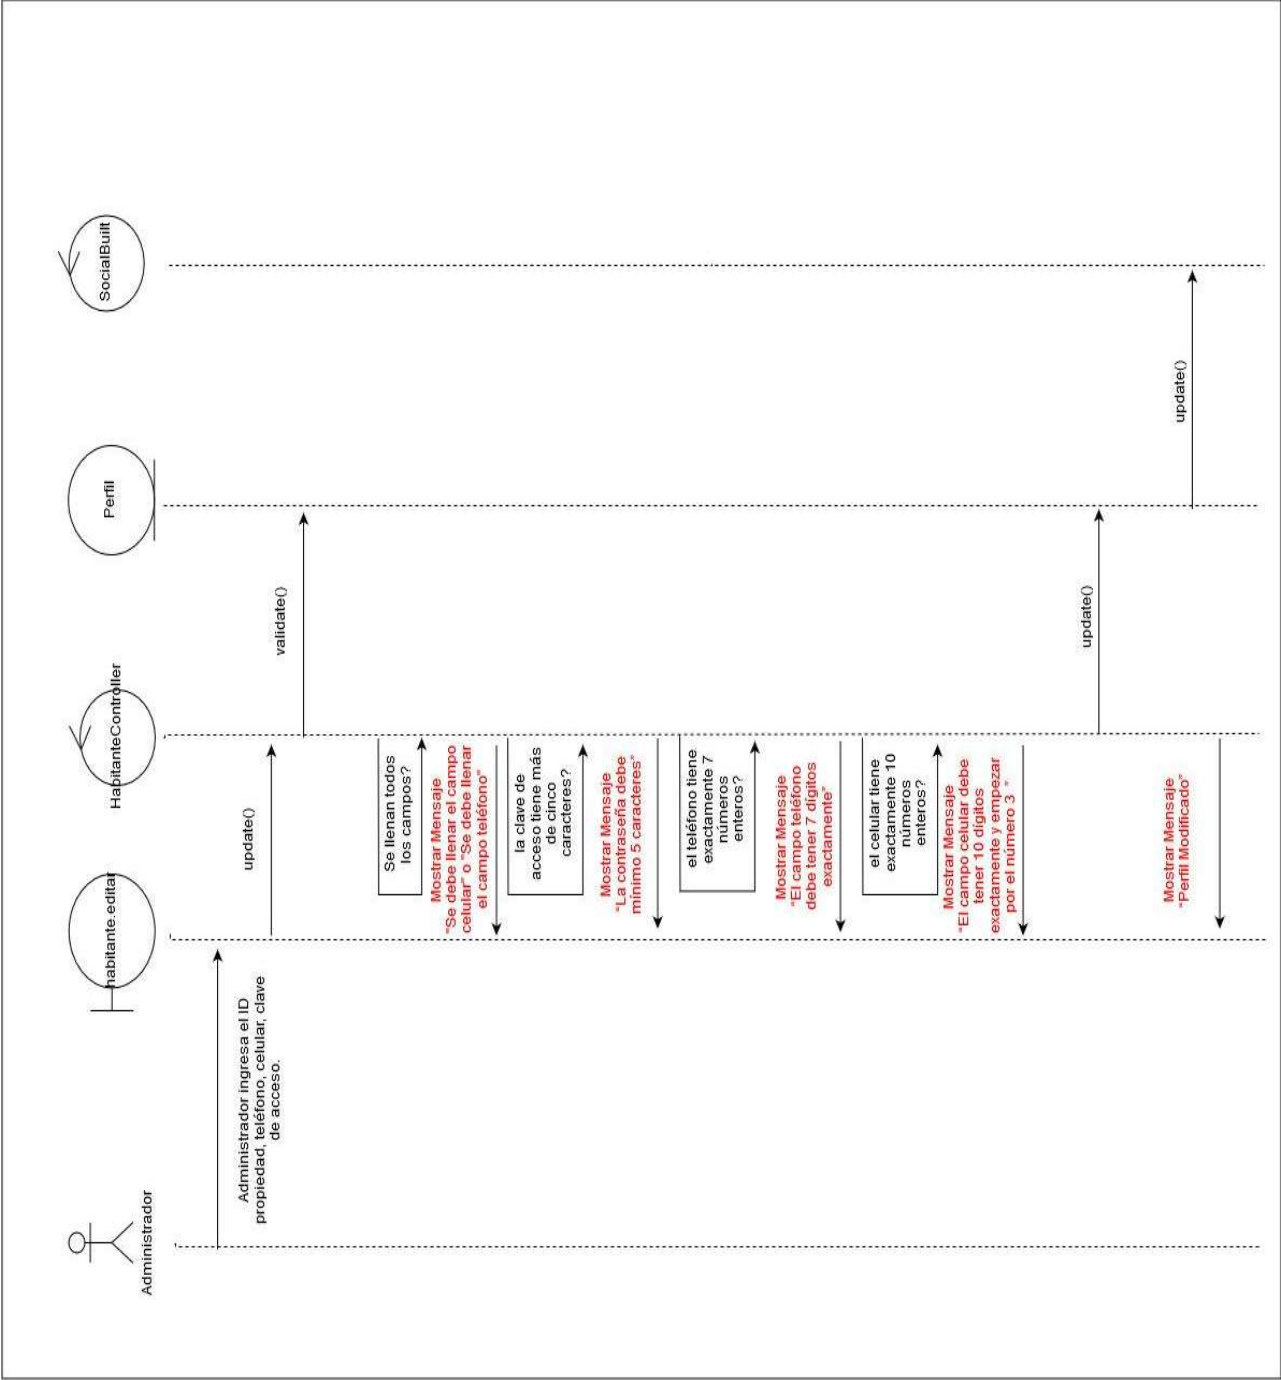 Administrador
habitante.editar
HabitanteController
Perfil
SocialBuilt
Administrador ingresa el ID
propiedad, teléfono, celular, clave
de acceso.
update()
validate()
Se llenan todos
los campos?
Mostrar Mensaje
"Se debe llenar el campo
celular" o "Se debe llenar
el campo teléfono"
la clave de
acceso tiene más
de cinco
caracteres?
Mostrar Mensaje
"La contraseña debe
mínimo 5 caracteres"
el teléfono tiene
exactamente 7
números
enteros?
Mostrar Mensaje
"El campo teléfono
debe tener 7 dígitos
exactamente"
el celular tiene
exactamente 10
números
enteros?
Mostrar Mensaje
"El campo celular debe
tener 10 dígitos
exactamente y empezar
por el número 3 "
update()
update()
Mostrar Mensaje
"Perfil Modificado"